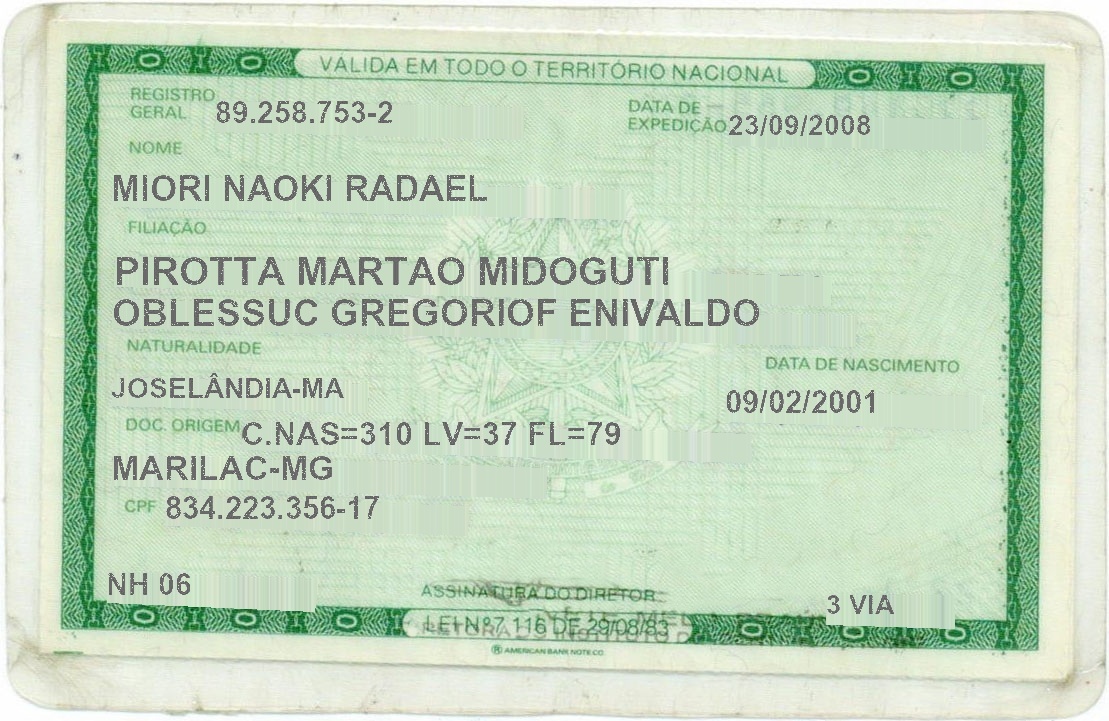 VÁLIDA EM TODO O TERRITÓRIO NACIONAL
REGISTRO GERAL 89.258.753-2 DATA DE EXPEDIÇÃO 23/09/2008
NOME
MIORI NAOKI RADAEL
FILIAÇÃO
PIROTTA MARTAO MIDOGUTI
OBLESSUC GREGORIOF ENIVALDO
NATURALIDADE DATA DE NASCIMENTO
JOSELÂNDIA-MA 09/02/2001
DOC. ORIGEM C.NAS=310 LV=37 FL=79
MARILAC-MG
CPF 834.223.356-17
NH 06 ASSINATURA DO DIRETOR 3 VIA
LEI Nº 7.116 DE 29/08/83
AMERICAN BANK NOTE CO.